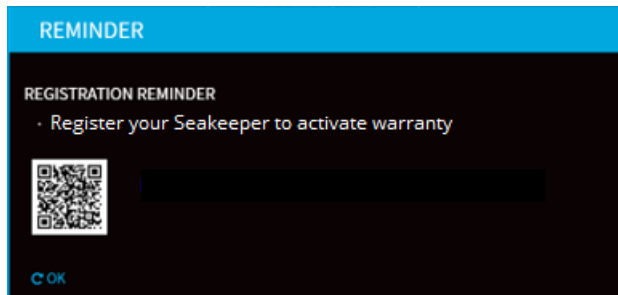 REMINDER
REGISTRATION REMINDER
· Register your Seakeeper to activate warranty
OK